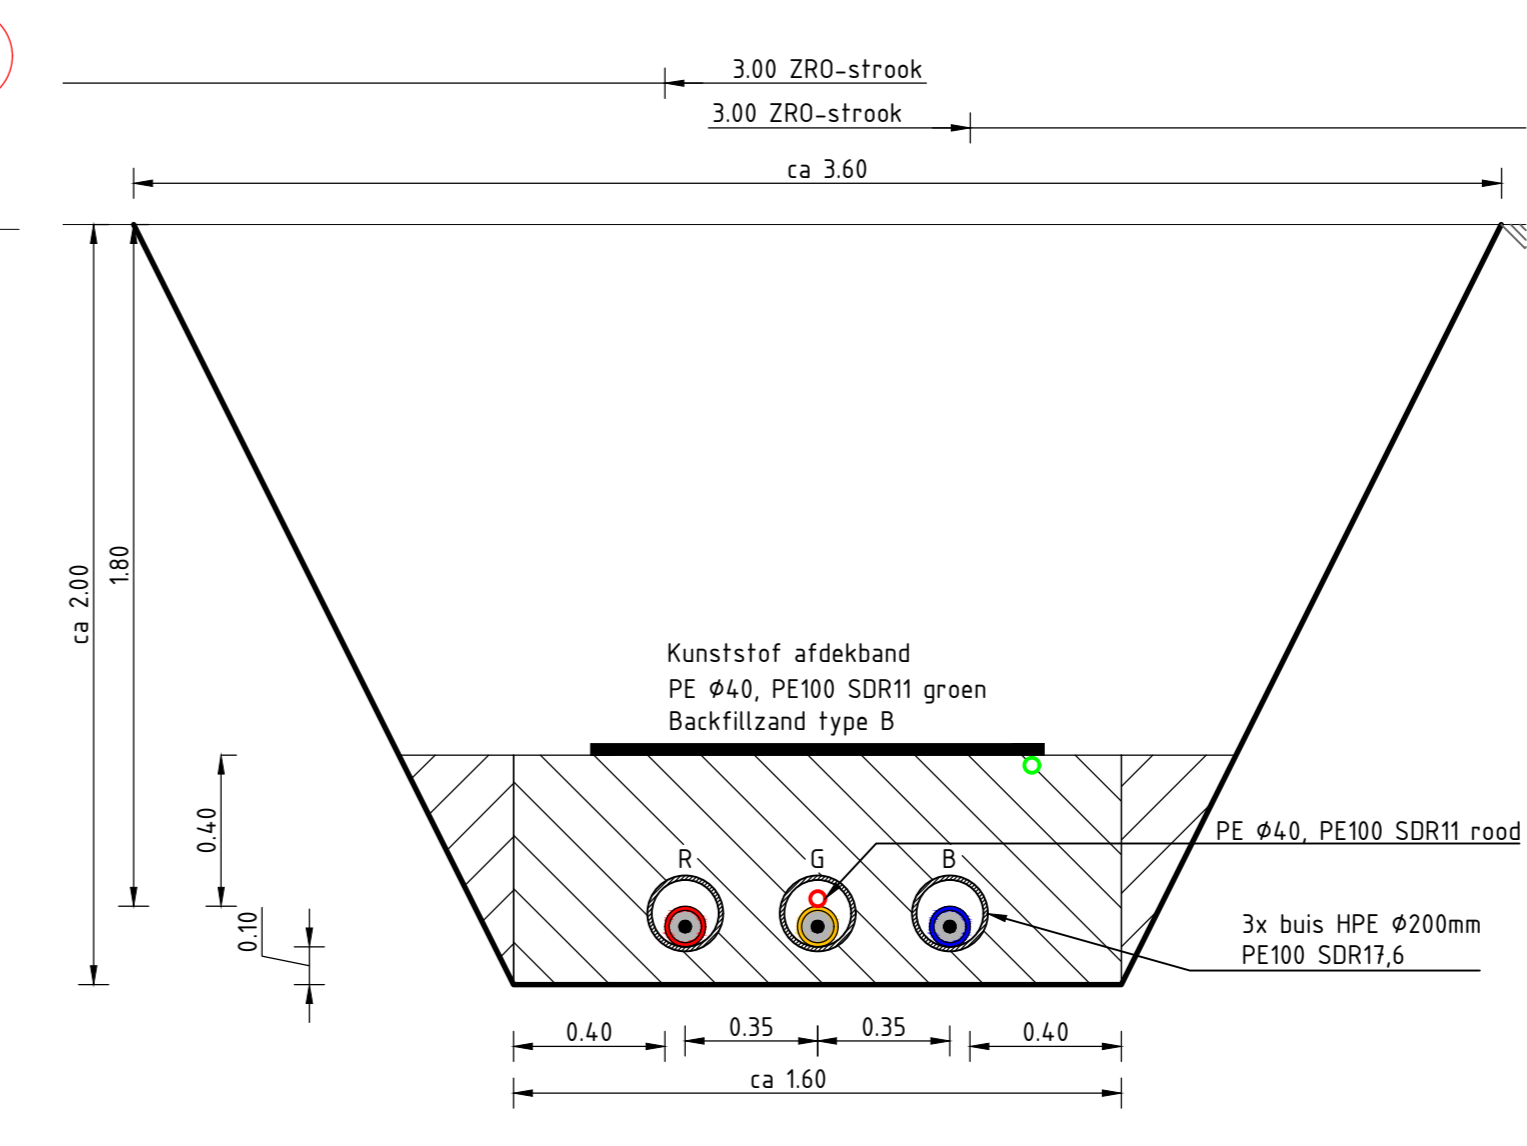 3.00 ZRO-strook
3.00 ZRO-strook
ca 3.60
ca 2.00
1.80
Kunststof afdekband
PE Ø40, PE100 SDR11 groen
Backfillzand type B
0.40
PE Ø40, PE100 SDR11 rood
R
G
B
0.10
3x buis HPE Ø200mm
PE100 SDR17,6
0.40
0.35
0.35
0.40
ca 1.60